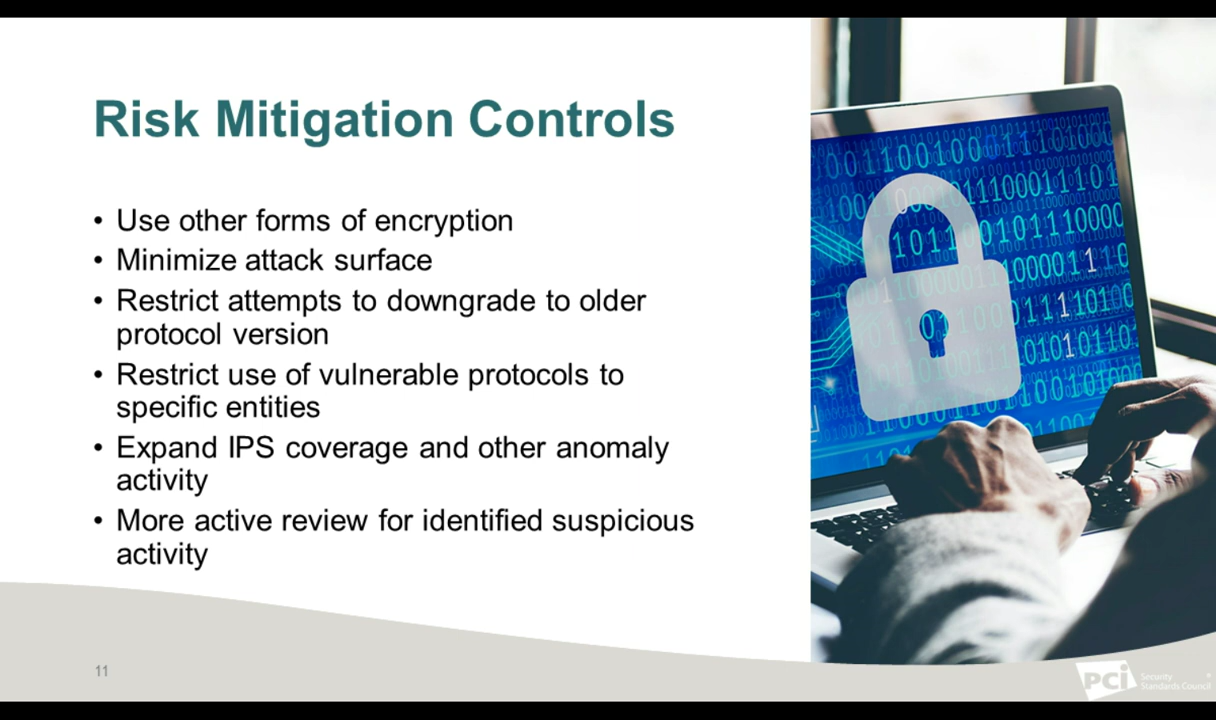 Risk Mitigation Controls
• Use other forms of encryption
• Minimize attack surface
• Restrict attempts to downgrade to older
protocol version
• Restrict use of vulnerable protocols to
specific entities
• Expand IPS coverage and other anomaly
activity
• More active review for identified suspicious
activity
11
PCi Security
Standards Council